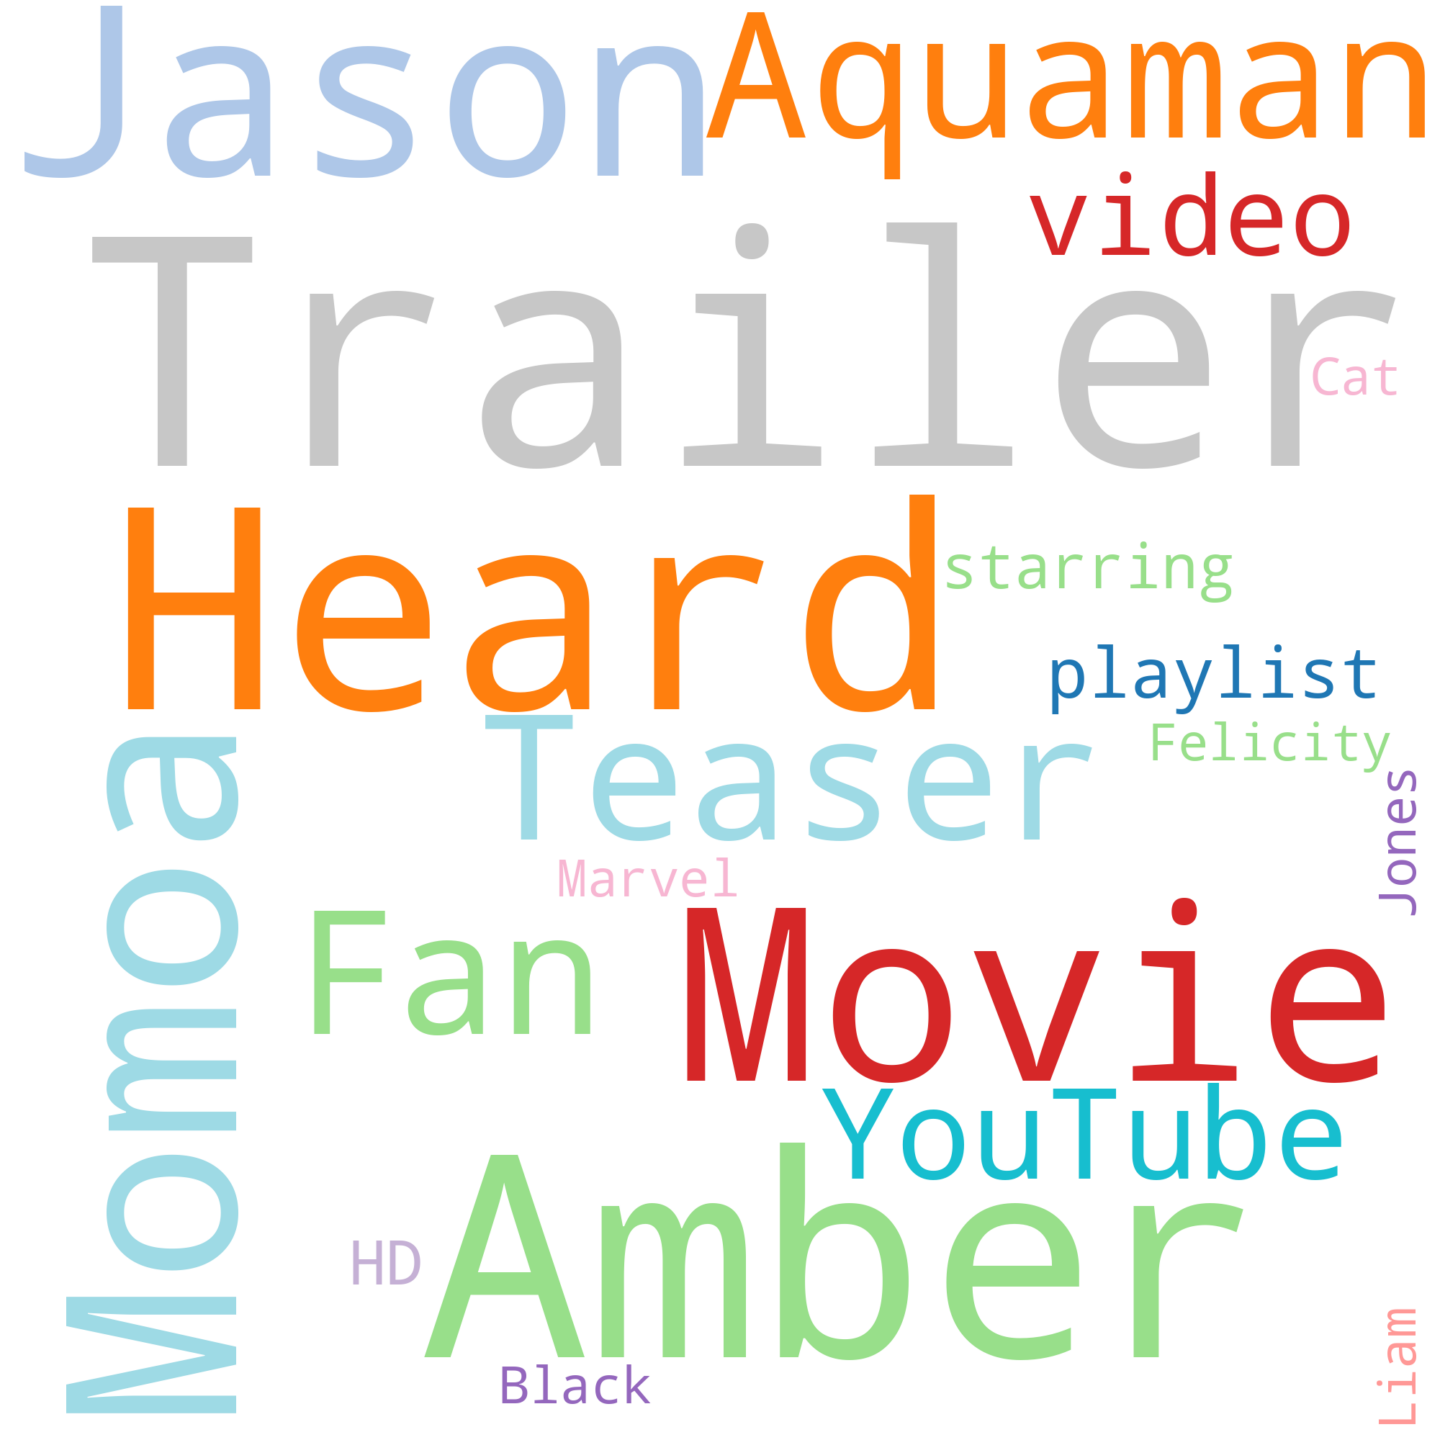 Jason
Aquaman
video
Trailer
Cat
Heard
starring
playlist
Teaser
Felicity
Jones
Momoa
Marvel
Fan
Movie
YouTube
Amber
HD
Black
Liam